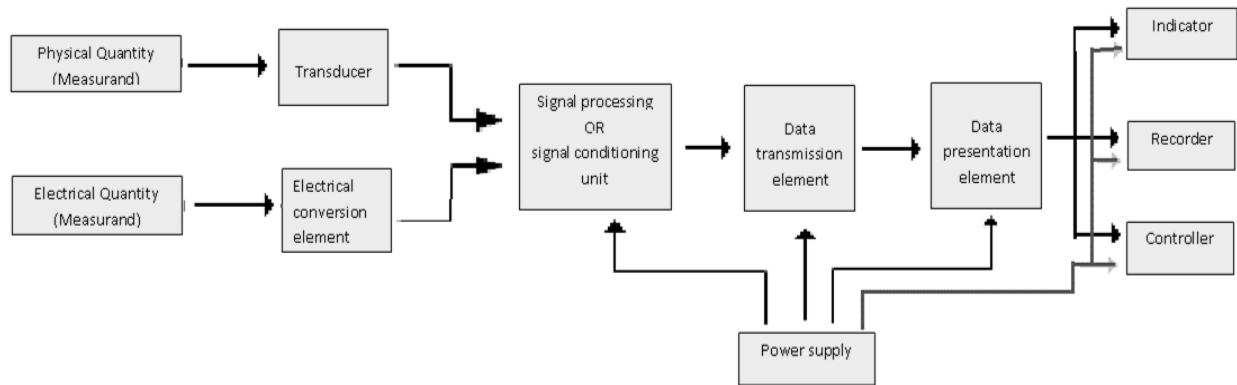 Physical Quantity
(Measurand)
Transducer
Electrical Quantity
(Measurand)
Electrical
conversion
element
Signal processing
OR
signal conditioning
unit
Data
transmission
element
Data
presentation
element
Indicator
Recorder
Controller
Power supply